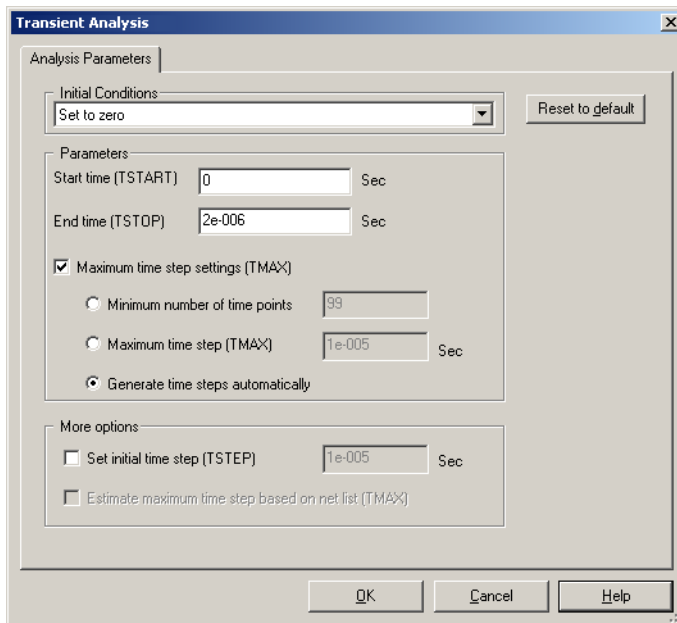 Transient Analysis
Analysis Parameters
Initial Conditions
Set to zero
Reset to default
Parameters
Start time (TSTART) 0 Sec
End time (TSTOP) 2e-006 Sec
Maximum time step settings (TMAX)
Minimum number of time points 99
Maximum time step (TMAX) 1e-005 Sec
Generate time steps automatically
More options
Set initial time step (TSTEP) 1e-005 Sec
Estimate maximum time step based on net list (TMAX)
OK Cancel Help